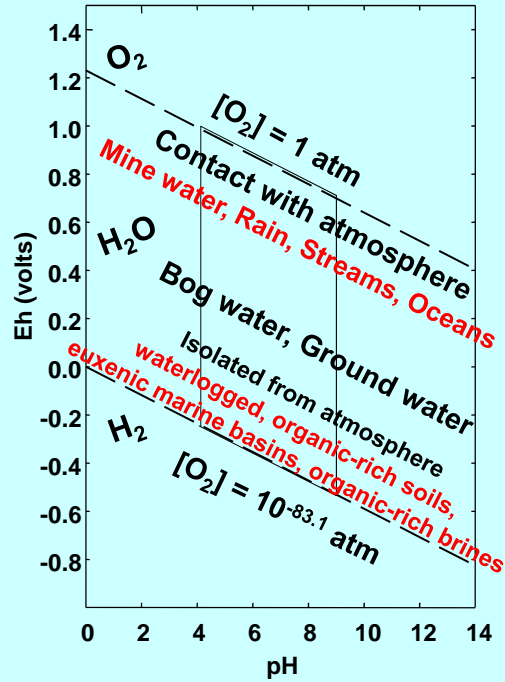 1.4
1.2
1.0
0.8
0.6
0.4
0.2
0.0
-0.2
-0.4
-0.6
-0.8
Eh (volts)
O₂
[O₂] = 1 atm
Contact with atmosphere
Mine water, Rain, Streams, Oceans
H₂O
Bog water, Ground water
Isolated from atmosphere
waterlogged, organic-rich soils,
euxenic marine basins, organic-rich brines
H₂
[O₂] = 10⁻⁸³·¹ atm
0 2 4 6 8 10 12 14
pH